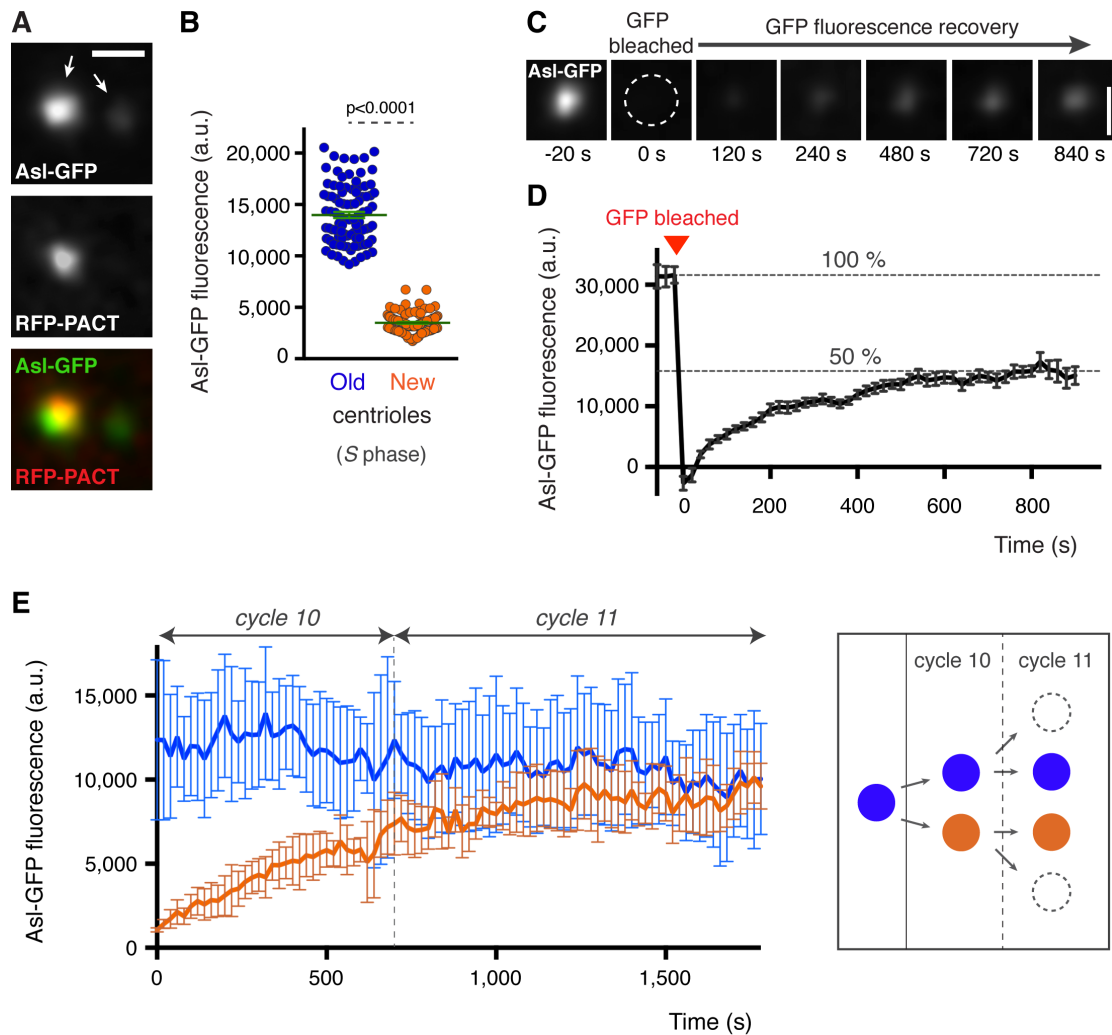 A
Asl-GFP
RFP-PACT
Asl-GFP
RFP-PACT
B
p<0.0001
Asl-GFP fluorescence (a.u.)
20,000
15,000
10,000
5,000
0
Old New
centrioles
(S phase)
C
GFP
bleached
GFP fluorescence recovery
Asl-GFP
-20 s 0 s 120 s 240 s 480 s 720 s 840 s
D
GFP bleached
Asl-GFP fluorescence (a.u.)
100 %
30,000
20,000
50 %
10,000
0
0 200 400 600 800
Time (s)
E
cycle 10 cycle 11
Asl-GFP fluorescence (a.u.)
15,000
10,000
5,000
0
0 500 1,000 1,500
Time (s)
cycle 10 cycle 11